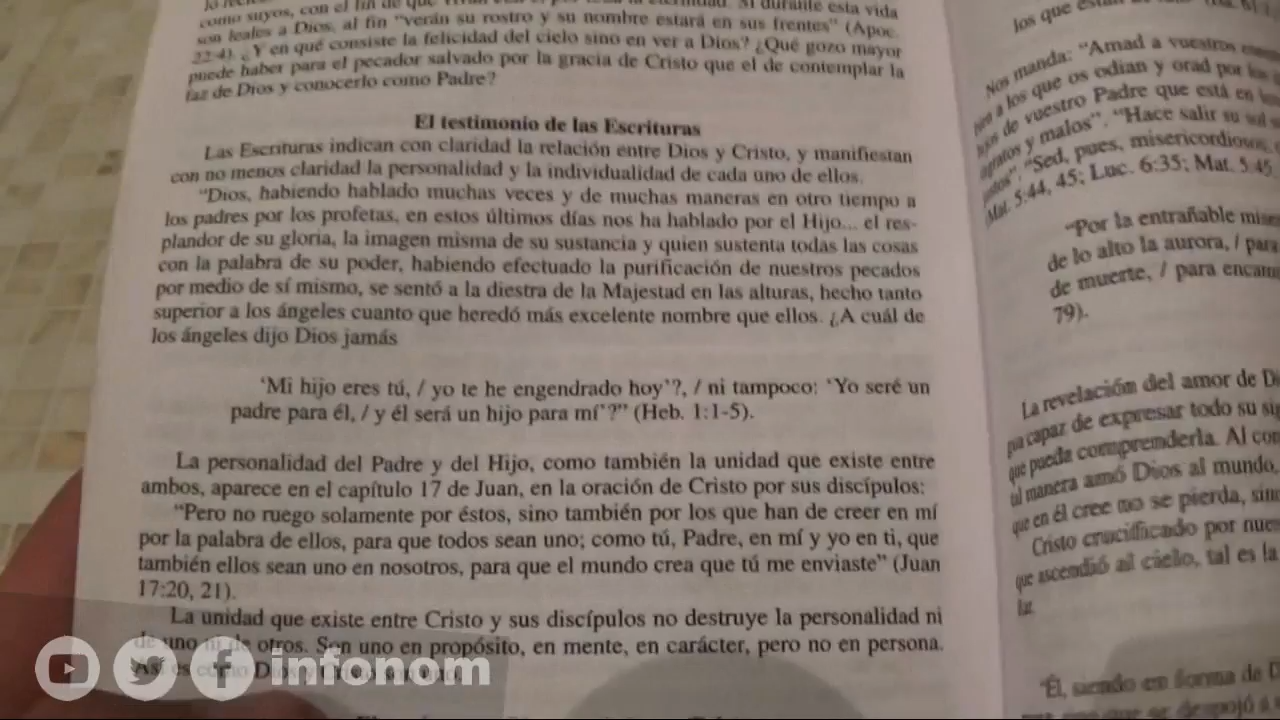 como suyos, con el fin de que
son leales a Dios, al fin “verán su rostro y su nombre estará en sus frentes” (Apoc.
22:4). ¿Y en qué consiste la felicidad del cielo sino en ver a Dios? ¿Qué gozo mayor
puede haber para el pecador salvado por la gracia de Cristo que el de contemplar la
faz de Dios y conocerlo como Padre?
El testimonio de las Escrituras
Las Escrituras indican con claridad la relación entre Dios y Cristo, y manifiestan
con no menos claridad la personalidad y la individualidad de cada uno de ellos.
“Dios, habiendo hablado muchas veces y de muchas maneras en otro tiempo a
los padres por los profetas, en estos últimos días nos ha hablado por el Hijo... el res-
plandor de su gloria, la imagen misma de su sustancia y quien sustenta todas las cosas
con la palabra de su poder, habiendo efectuado la purificación de nuestros pecados
por medio de sí mismo, se sentó a la diestra de la Majestad en las alturas, hecho tanto
superior a los ángeles cuanto que heredó más excelente nombre que ellos. ¿A cuál de
los ángeles dijo Dios jamás
‘Mi hijo eres tú, / yo te he engendrado hoy’?, / ni tampoco: ‘Yo seré un
padre para él, / y él será un hijo para mí’?” (Heb. 1:1-5).
La personalidad del Padre y del Hijo, como también la unidad que existe entre
ambos, aparece en el capítulo 17 de Juan, en la oración de Cristo por sus discípulos:
“Pero no ruego solamente por éstos, sino también por los que han de creer en mí
por la palabra de ellos, para que todos sean uno; como tú, Padre, en mí y yo en ti, que
también ellos sean uno en nosotros, para que el mundo crea que tú me enviaste” (Juan
17:20, 21).
La unidad que existe entre Cristo y sus discípulos no destruye la personalidad ni
de uno ni de otros. Son uno en propósito, en mente, en carácter, pero no en persona.
Así es como Dios y Cristo son uno.
infonom
los que
Nos manda: “Amad a vuestros
a los que os odian y orad por
de vuestro Padre que está en
y malos”. “Hace salir su sol
“Sed, pues, misericordiosos,
Mat. 5:44, 45; Luc. 6:35; Mat. 5:45
“Por la entrañable
de lo alto la aurora, / para
de muerte, / para
79).
La revelación del amor de
capaz de expresar todo su
que pueda comprenderla. Al
tal manera amó Dios al mundo,
que en él cree no se pierda,
Cristo crucificado por
que ascendió al cielo, tal es la
“Él, siendo en forma de
se despojó a